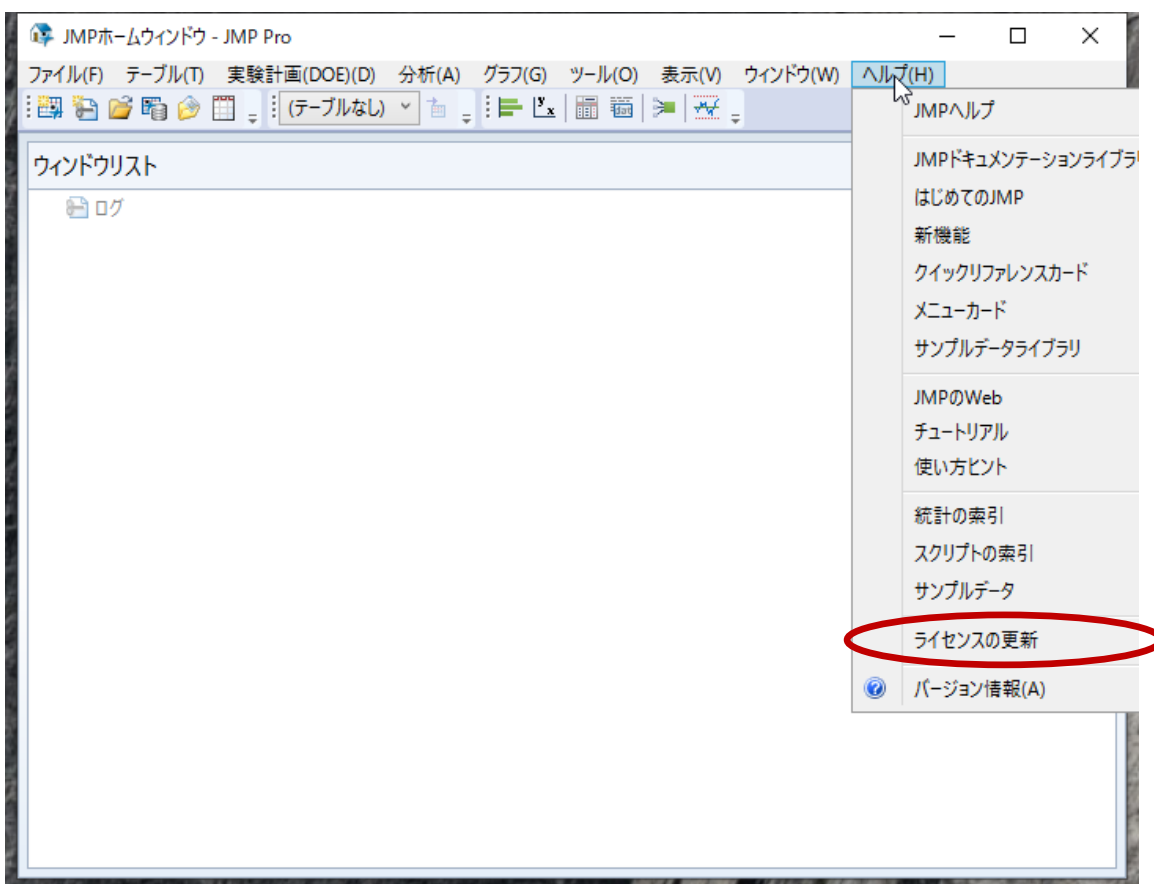 JMPホームウィンドウ - JMP Pro
ファイル(F) テーブル(T) 実験計画(DOE)(D) 分析(A) グラフ(G) ツール(O) 表示(V) ウィンドウ(W) ヘルプ(H)
(テーブルなし)
ウィンドウリスト
ログ
JMPヘルプ
JMPドキュメンテーションライブラ
はじめてのJMP
新機能
クイックリファレンスカード
メニューカード
サンプルデータライブラリ
JMPのWeb
チュートリアル
使い方ヒント
統計の索引
スクリプトの索引
サンプルデータ
ライセンスの更新
バージョン情報(A)